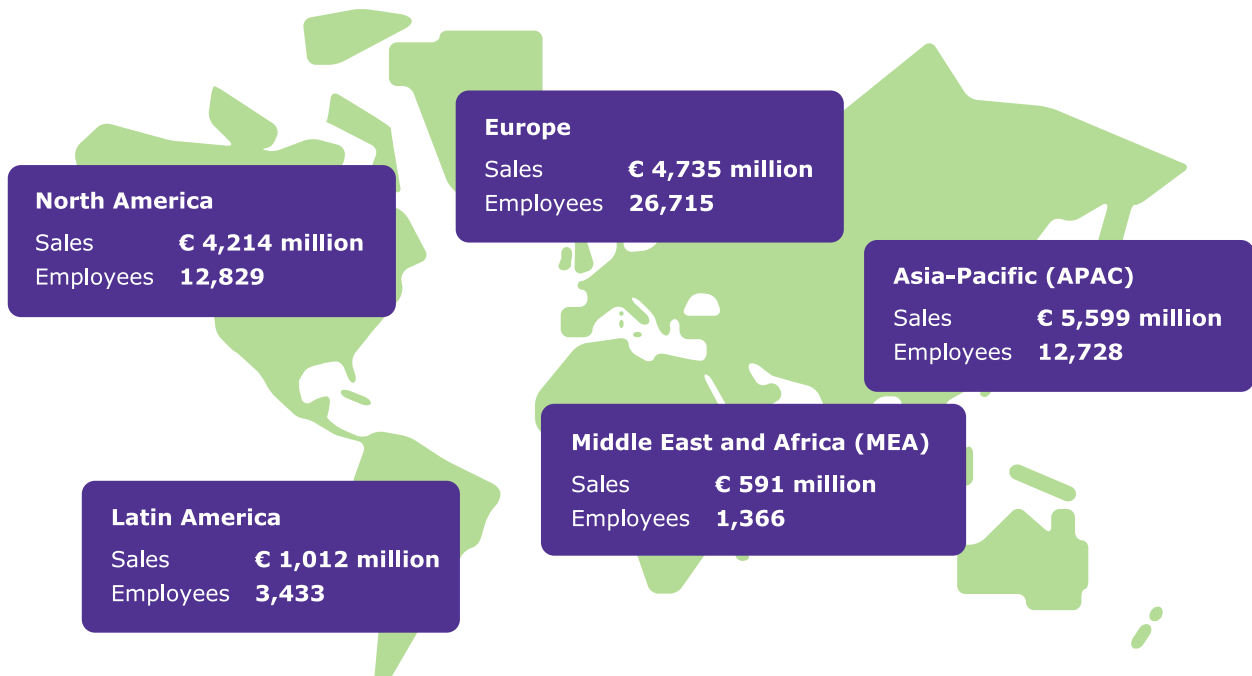 Europe
Sales € 4,735 million
Employees 26,715
North America
Sales € 4,214 million
Employees 12,829
Asia-Pacific (APAC)
Sales € 5,599 million
Employees 12,728
Middle East and Africa (MEA)
Sales € 591 million
Employees 1,366
Latin America
Sales € 1,012 million
Employees 3,433